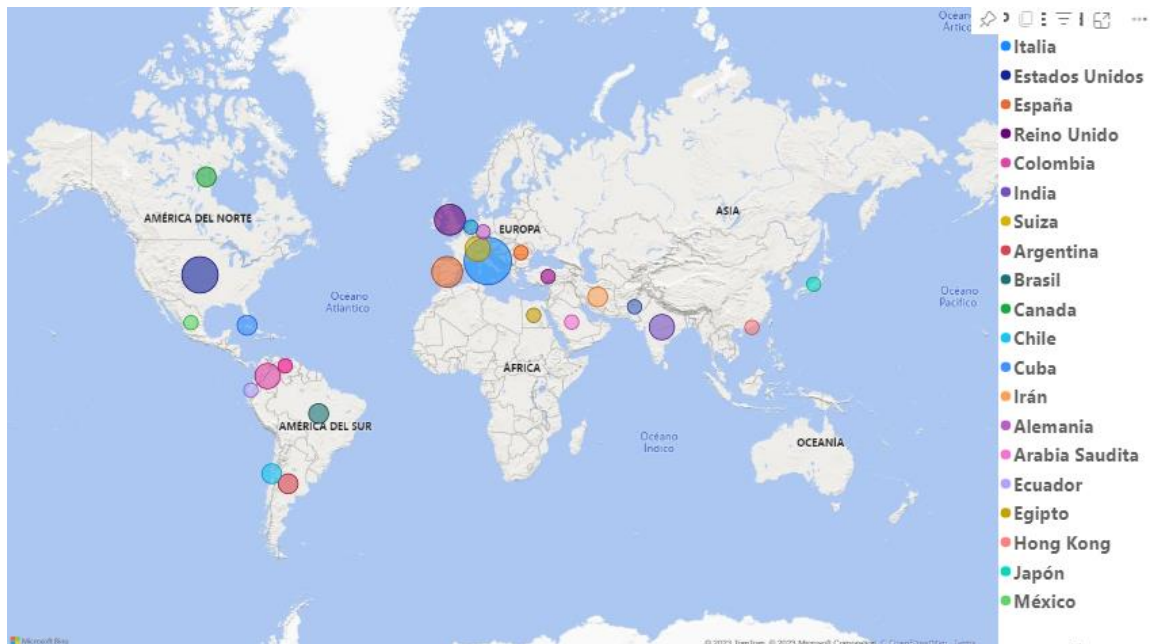 Océano
Ártico
AMÉRICA DEL NORTE
EUROPA
ASIA
Océano
Atlántico
Océano
Pacífico
ÁFRICA
AMÉRICA DEL SUR
Océano
Índico
OCEANÍA
Microsoft Bing
Italia
Estados Unidos
España
Reino Unido
Colombia
India
Suiza
Argentina
Brasil
Canada
Chile
Cuba
Irán
Alemania
Arabia Saudita
Ecuador
Egipto
Hong Kong
Japón
México